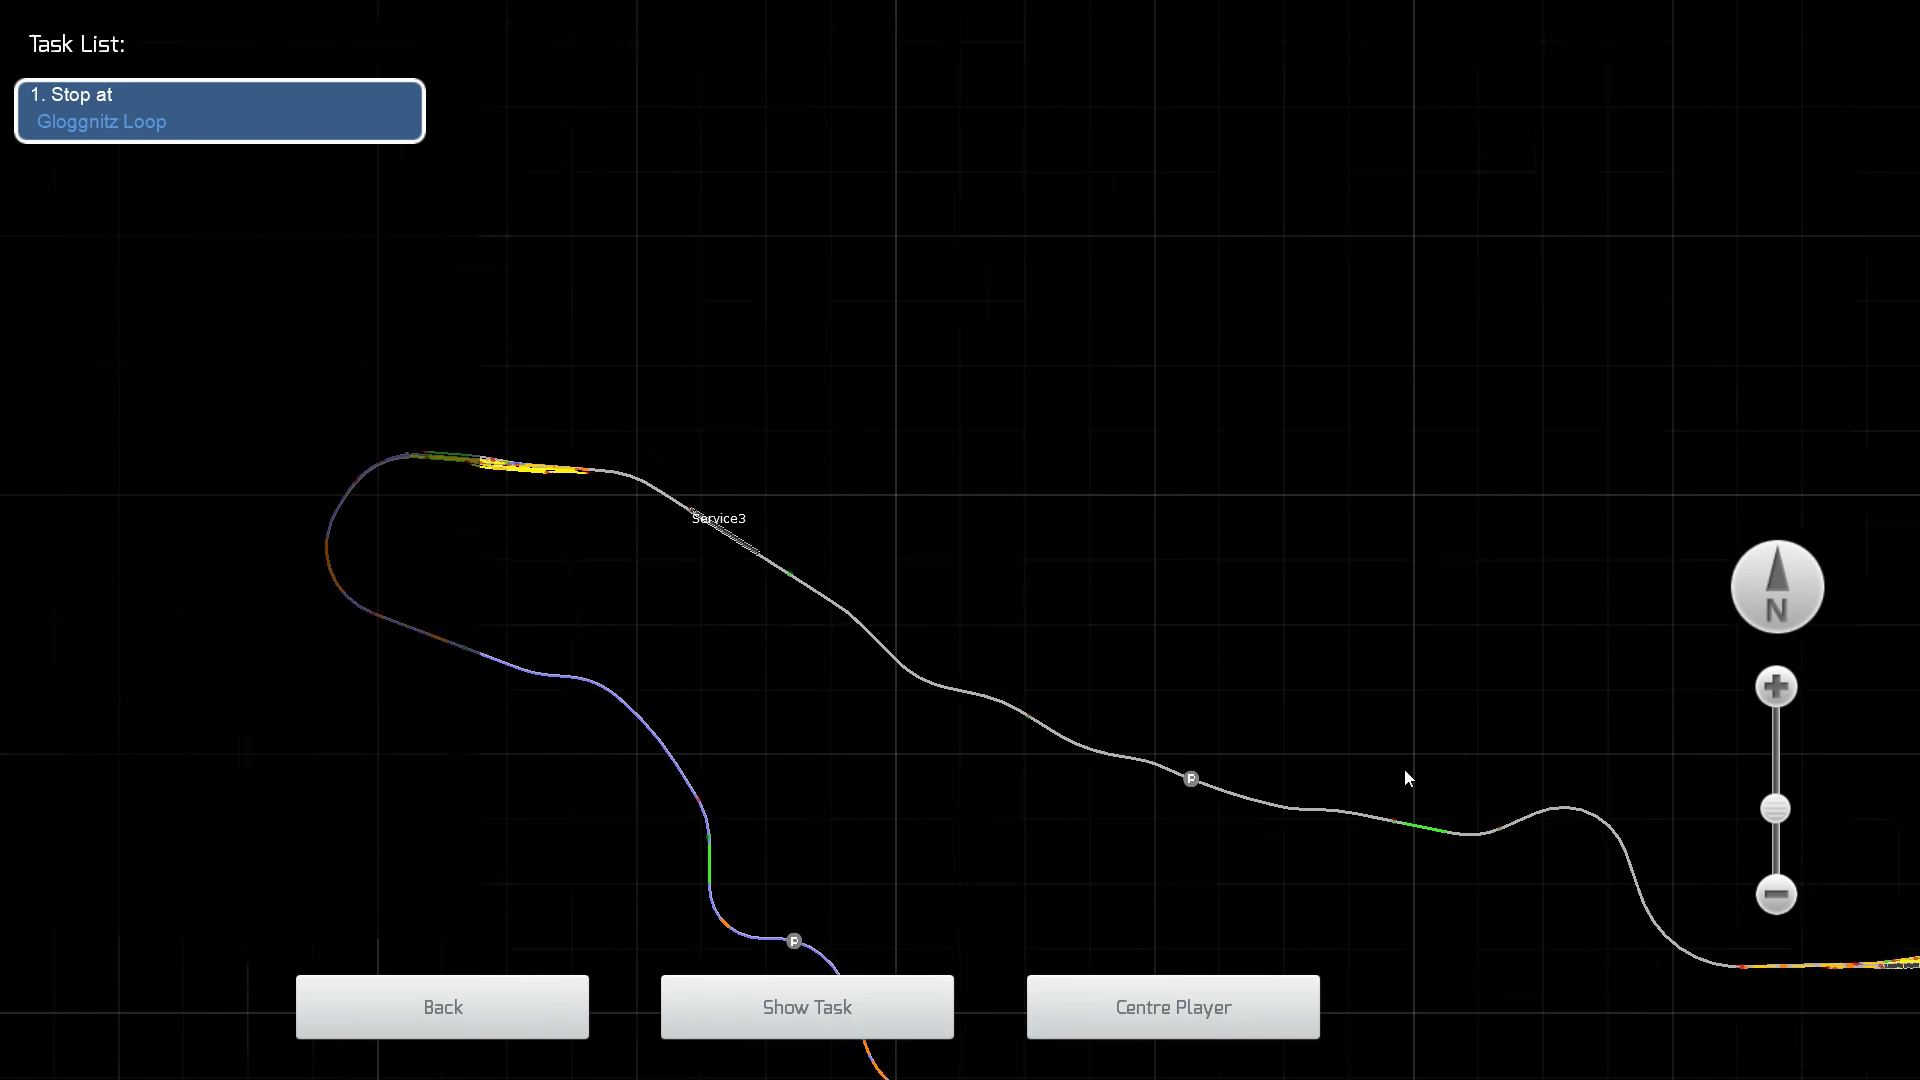 Task List:
1. Stop at
Gloggnitz Loop
Service3
N
P
P
Back
Show Task
Centre Player